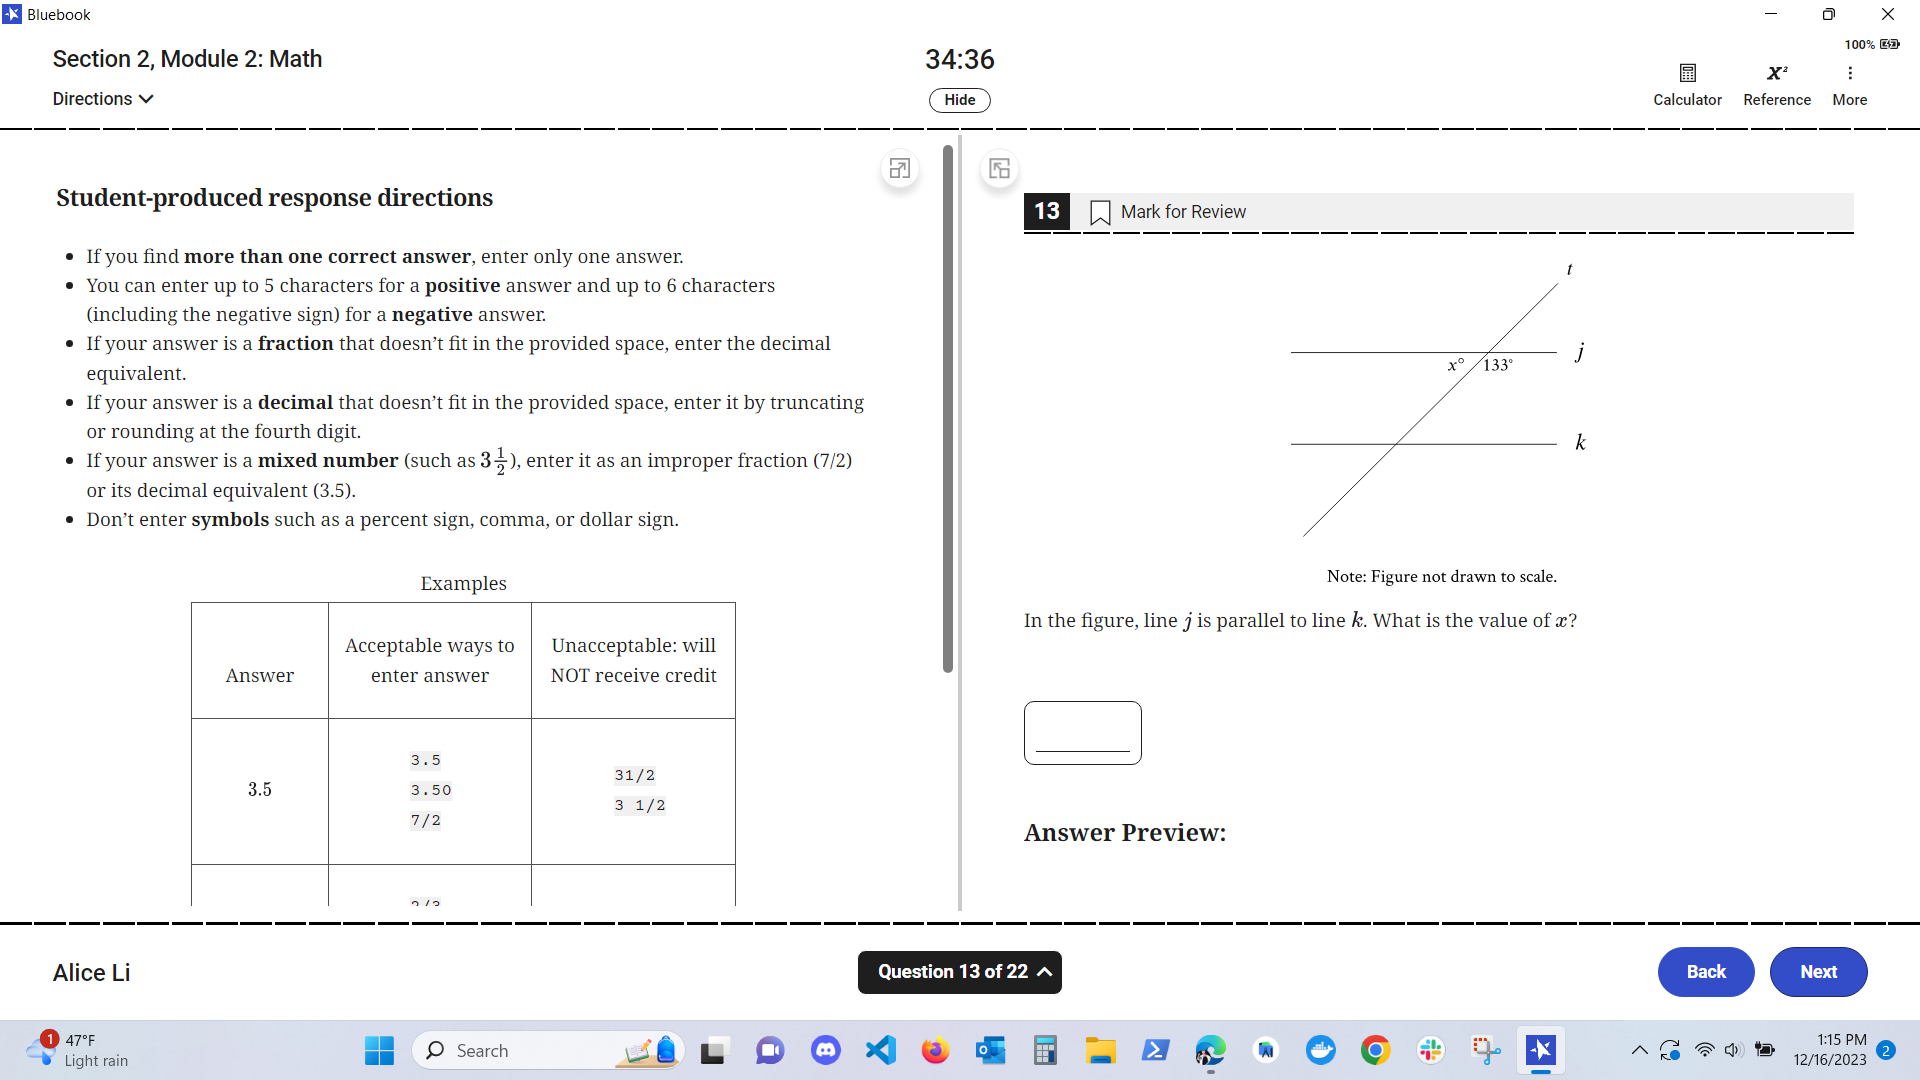 Bluebook
100%
Section 2, Module 2: Math
34:36
Directions
Hide
Calculator
Reference
More
Student-produced response directions
If you find more than one correct answer, enter only one answer.
You can enter up to 5 characters for a positive answer and up to 6 characters
(including the negative sign) for a negative answer.
If your answer is a fraction that doesn’t fit in the provided space, enter the decimal
equivalent.
If your answer is a decimal that doesn’t fit in the provided space, enter it by truncating
or rounding at the fourth digit.
If your answer is a mixed number (such as 3 1/2), enter it as an improper fraction (7/2)
or its decimal equivalent (3.5).
Don’t enter symbols such as a percent sign, comma, or dollar sign.
Examples
Answer
Acceptable ways to
enter answer
Unacceptable: will
NOT receive credit
3.5
3.5
3.50
7/2
31/2
3 1/2
13
Mark for Review
t
j
x°
133°
k
Note: Figure not drawn to scale.
In the figure, line j is parallel to line k. What is the value of x?
Answer Preview:
Alice Li
Question 13 of 22
Back
Next
1
47°F
Light rain
Search
1:15 PM
12/16/2023
2